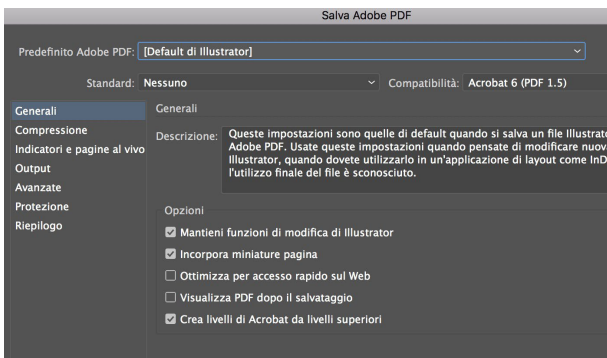 Salva Adobe PDF
Predefinito Adobe PDF: [Default di Illustrator]
Standard: Nessuno Compatibilità: Acrobat 6 (PDF 1.5)
Generali
Compressione
Indicatori e pagine al vivo
Output
Avanzate
Protezione
Riepilogo
Generali
Descrizione: Queste impostazioni sono quelle di default quando si salva un file Illustrato
Adobe PDF. Usate queste impostazioni quando pensate di modificare nuov
Illustrator, quando dovete utilizzarlo in un'applicazione di layout come InD
l'utilizzo finale del file è sconosciuto.
Opzioni
Mantieni funzioni di modifica di Illustrator
Incorpora miniature pagina
Ottimizza per accesso rapido sul Web
Visualizza PDF dopo il salvataggio
Crea livelli di Acrobat da livelli superiori